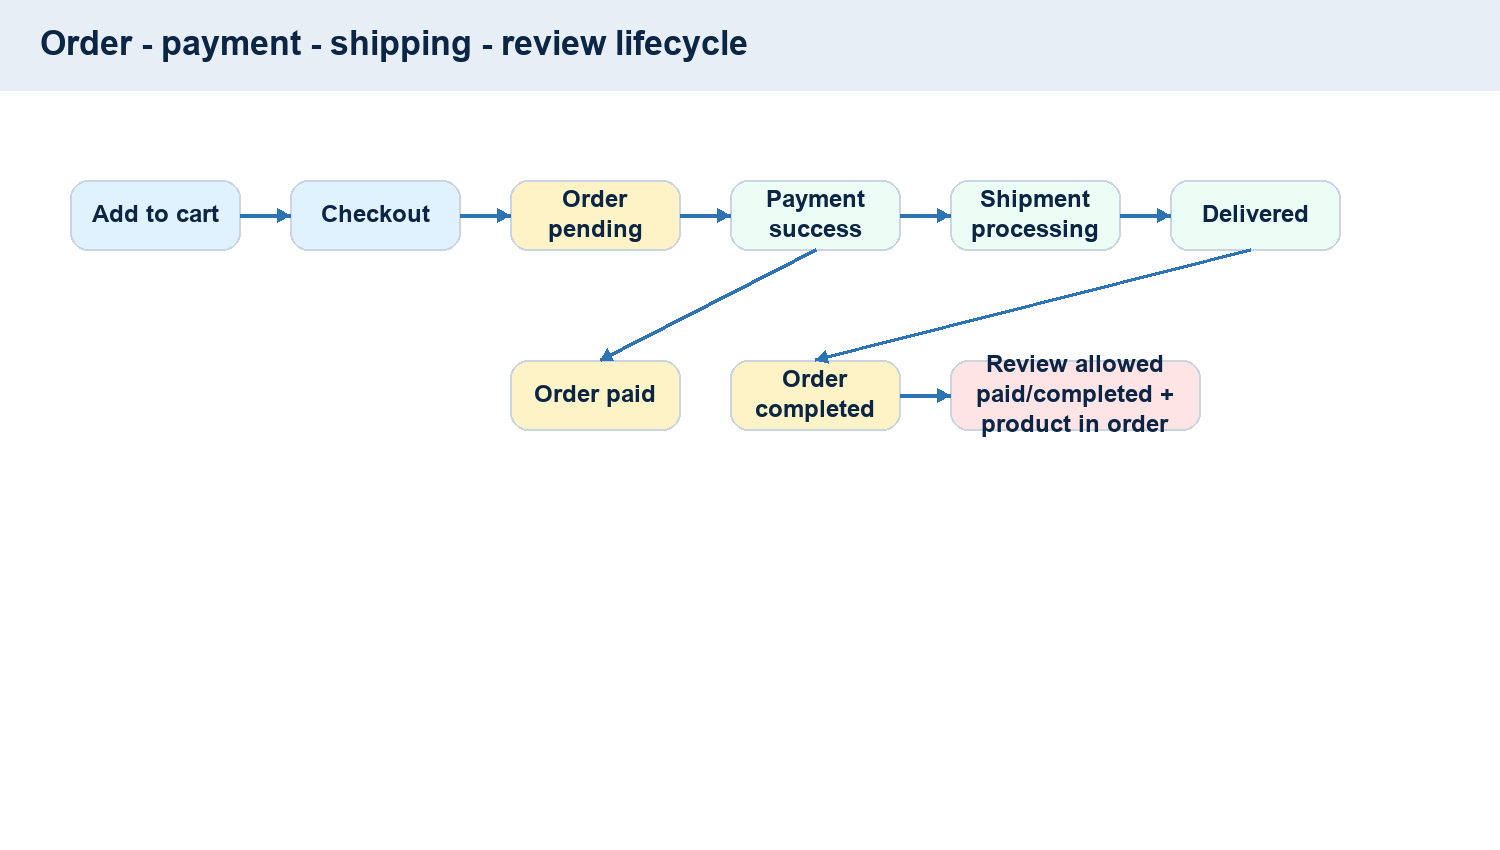 Order - payment - shipping - review lifecycle
Add to cart
Checkout
Order
pending
Payment
success
Shipment
processing
Delivered
Order paid
Order
completed
Review allowed
paid/completed +
product in order